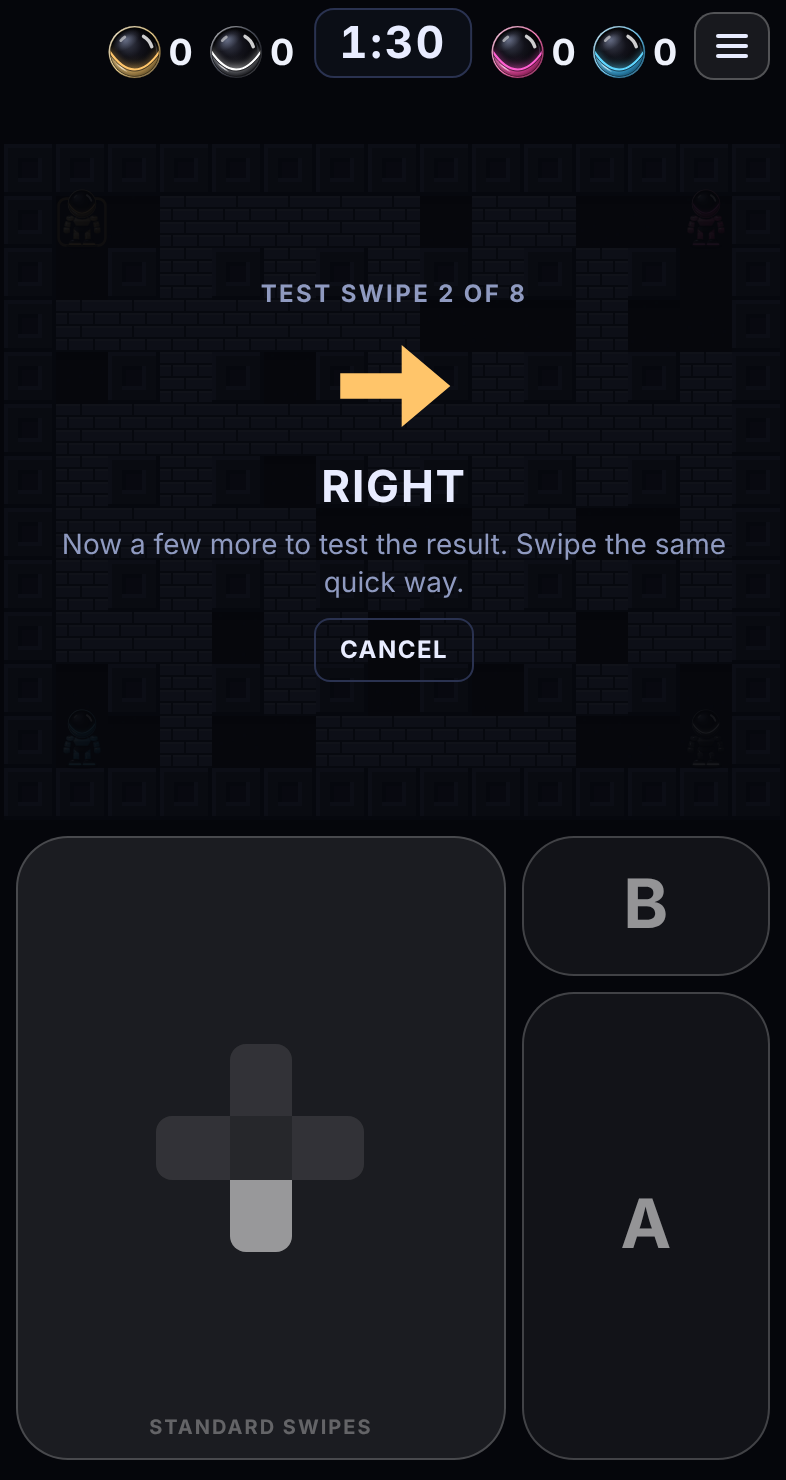 0 0 1:30 0 0
TEST SWIPE 2 OF 8
RIGHT
Now a few more to test the result. Swipe the same
quick way.
CANCEL
B
A
STANDARD SWIPES